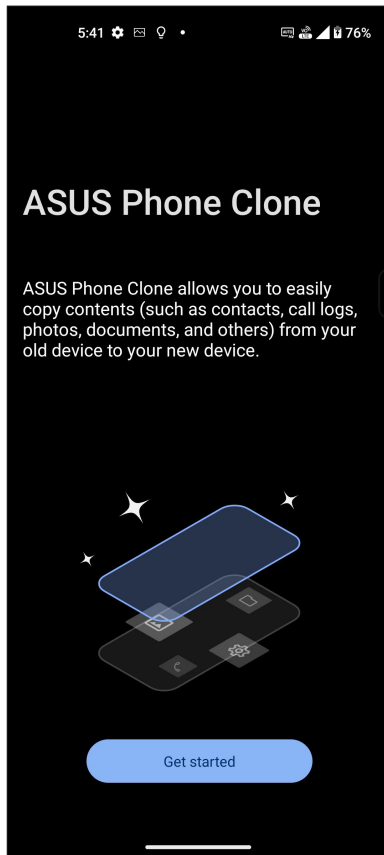 5:41 76%
ASUS Phone Clone
ASUS Phone Clone allows you to easily
copy contents (such as contacts, call logs,
photos, documents, and others) from your
old device to your new device.
Get started